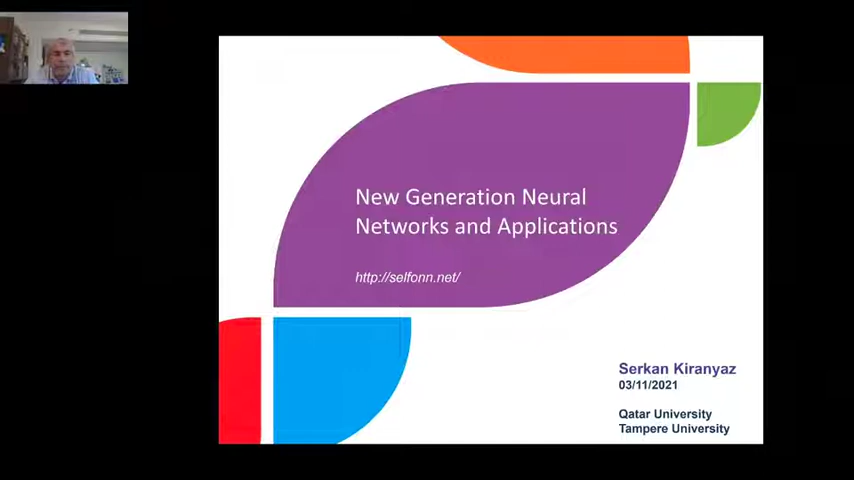 New Generation Neural
Networks and Applications
http://selfonn.net/
Serkan Kiranyaz
03/11/2021
Qatar University
Tampere University